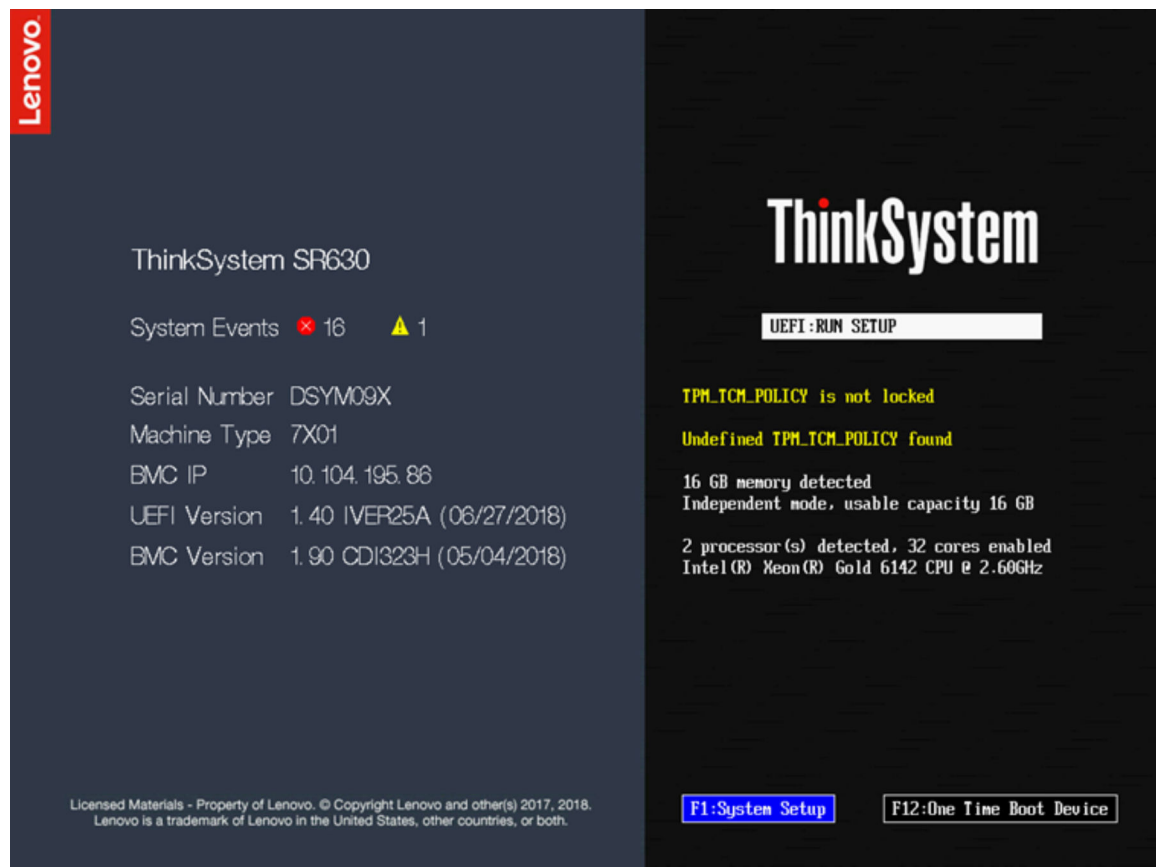 Lenovo.
ThinkSystem SR630
System Events 16 1
Serial Number DSYM09X
Machine Type 7X01
BMC IP 10.104.195.86
UEFI Version 1.40 IVER25A (06/27/2018)
BMC Version 1.90 CDI323H (05/04/2018)
Licensed Materials - Property of Lenovo. © Copyright Lenovo and other(s) 2017, 2018.
Lenovo is a trademark of Lenovo in the United States, other countries, or both.
ThinkSystem
UEFI:RUN SETUP
TPM_TCM_POLICY is not locked
Undefined TPM_TCM_POLICY found
16 GB memory detected
Independent mode, usable capacity 16 GB
2 processor(s) detected, 32 cores enabled
Intel(R) Xeon(R) Gold 6142 CPU @ 2.60GHz
F1:System Setup
F12:One Time Boot Device